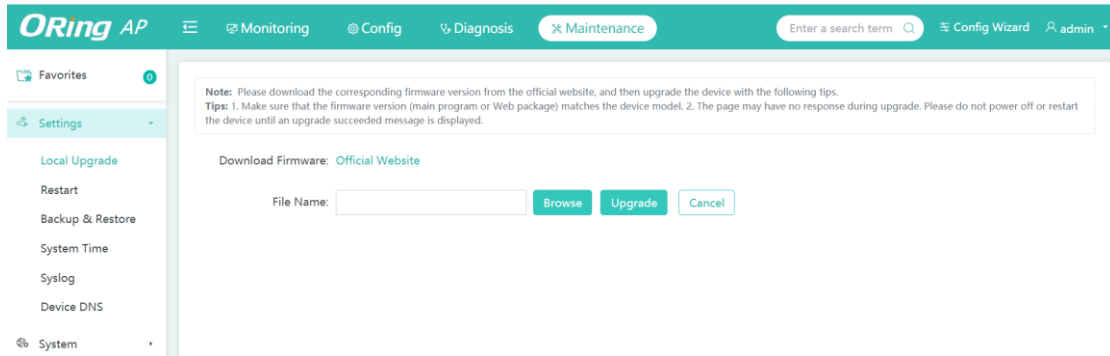 ORing AP
Monitoring
Config
Diagnosis
Maintenance
Enter a search term
Config Wizard
admin
Favorites
0
Settings
Local Upgrade
Restart
Backup & Restore
System Time
Syslog
Device DNS
System
Note: Please download the corresponding firmware version from the official website, and then upgrade the device with the following tips.
Tips: 1. Make sure that the firmware version (main program or Web package) matches the device model. 2. The page may have no response during upgrade. Please do not power off or restart
the device until an upgrade succeeded message is displayed.
Download Firmware: Official Website
File Name:
Browse
Upgrade
Cancel